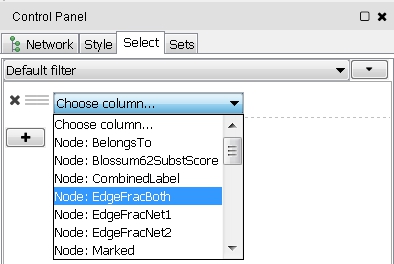 Control Panel
Network Style Select Sets
Default filter
Choose column...
Choose column...
Node: BelongsTo
Node: Blossum62SubstScore
Node: CombinedLabel
Node: EdgeFracBoth
Node: EdgeFracNet1
Node: EdgeFracNet2
Node: Marked